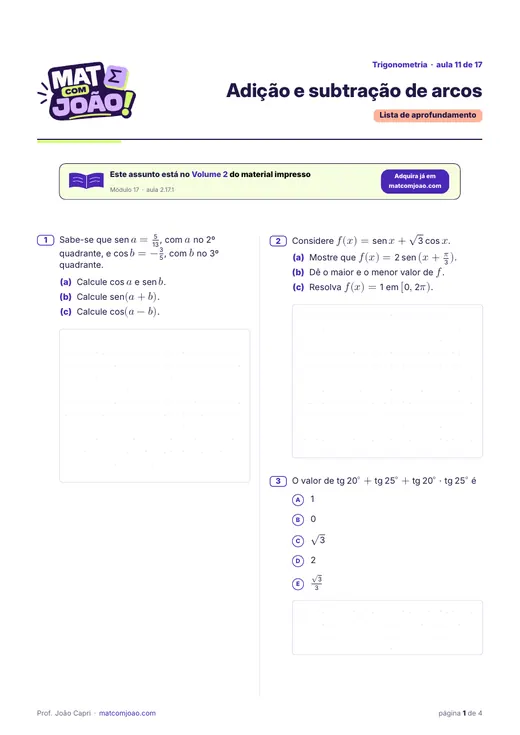 MAT
COM
JOÃO!
Σ
Trigonometria · aula 11 de 17
Adição e subtração de arcos
Lista de aprofundamento
Este assunto está no Volume 2 do material impresso
Módulo 17 · aula 2.17.1
Adquira já em
matcomjoao.com
1 Sabe-se que sen a = 5/13, com a no 2º
quadrante, e cos b = −3/5, com b no 3º
quadrante.
(a) Calcule cos a e sen b.
(b) Calcule sen(a + b).
(c) Calcule cos(a − b).
2 Considere f(x) = sen x + √3 cos x.
(a) Mostre que f(x) = 2 sen (x + π/3).
(b) Dê o maior e o menor valor de f.
(c) Resolva f(x) = 1 em [0, 2π).
3 O valor de tg 20° + tg 25° + tg 20° · tg 25° é
A 1
B 0
C √3
D 2
E √3/3
Prof. João Capri · matcomjoao.com
página 1 de 4